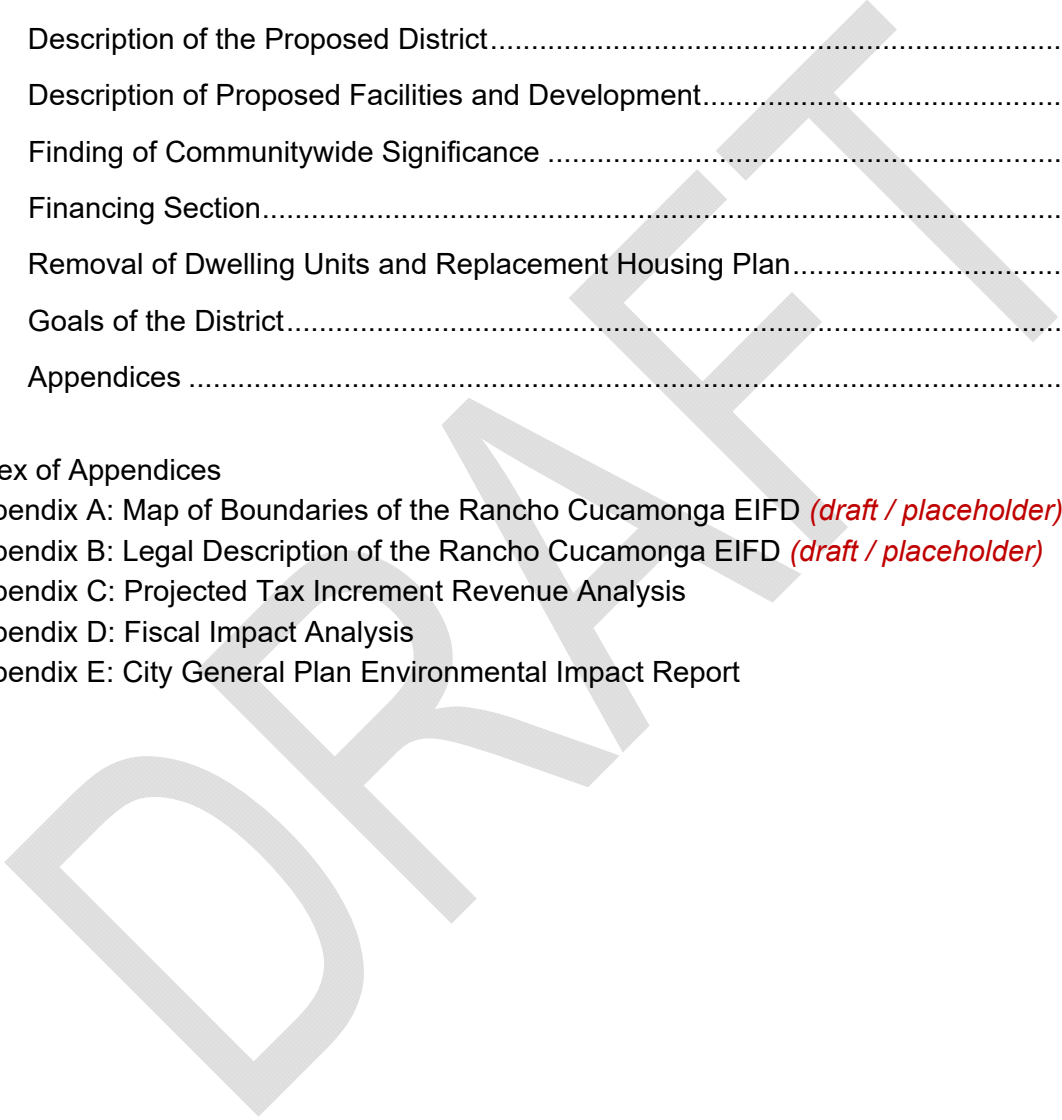 Description of the Proposed District..........................................................................
Description of Proposed Facilities and Development...........................................
Finding of Communitywide Significance ..............................................................
Financing Section.................................................................................................
Removal of Dwelling Units and Replacement Housing Plan................................
Goals of the District..............................................................................................
Appendices ..........................................................................................................
ex of Appendices
pendix A: Map of Boundaries of the Rancho Cucamonga EIFD (draft / placeholder)
pendix B: Legal Description of the Rancho Cucamonga EIFD (draft / placeholder)
pendix C: Projected Tax Increment Revenue Analysis
pendix D: Fiscal Impact Analysis
pendix E: City General Plan Environmental Impact Report
DRAFT